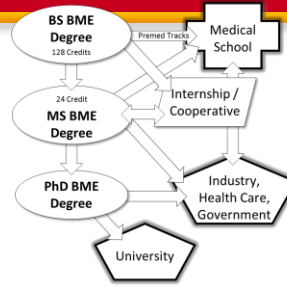 BS BME
Degree
128 Credits
Premed Tracks
Medical
School
Internship /
Cooperative
24 Credit
MS BME
Degree
PhD BME
Degree
Industry,
Health Care,
Government
University